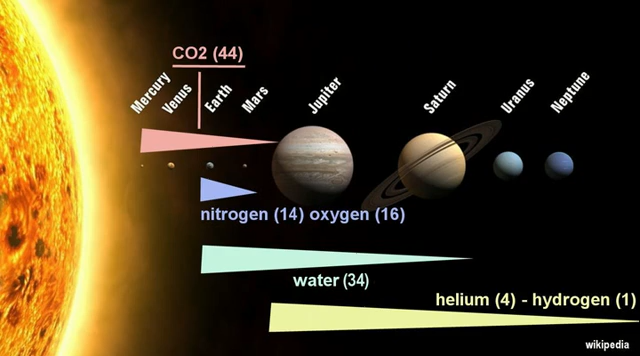 CO2 (44)
Mercury
Venus
Earth
Mars
Jupiter
Saturn
Uranus
Neptune
nitrogen (14) oxygen (16)
water (34)
helium (4) - hydrogen (1)
wikipedia